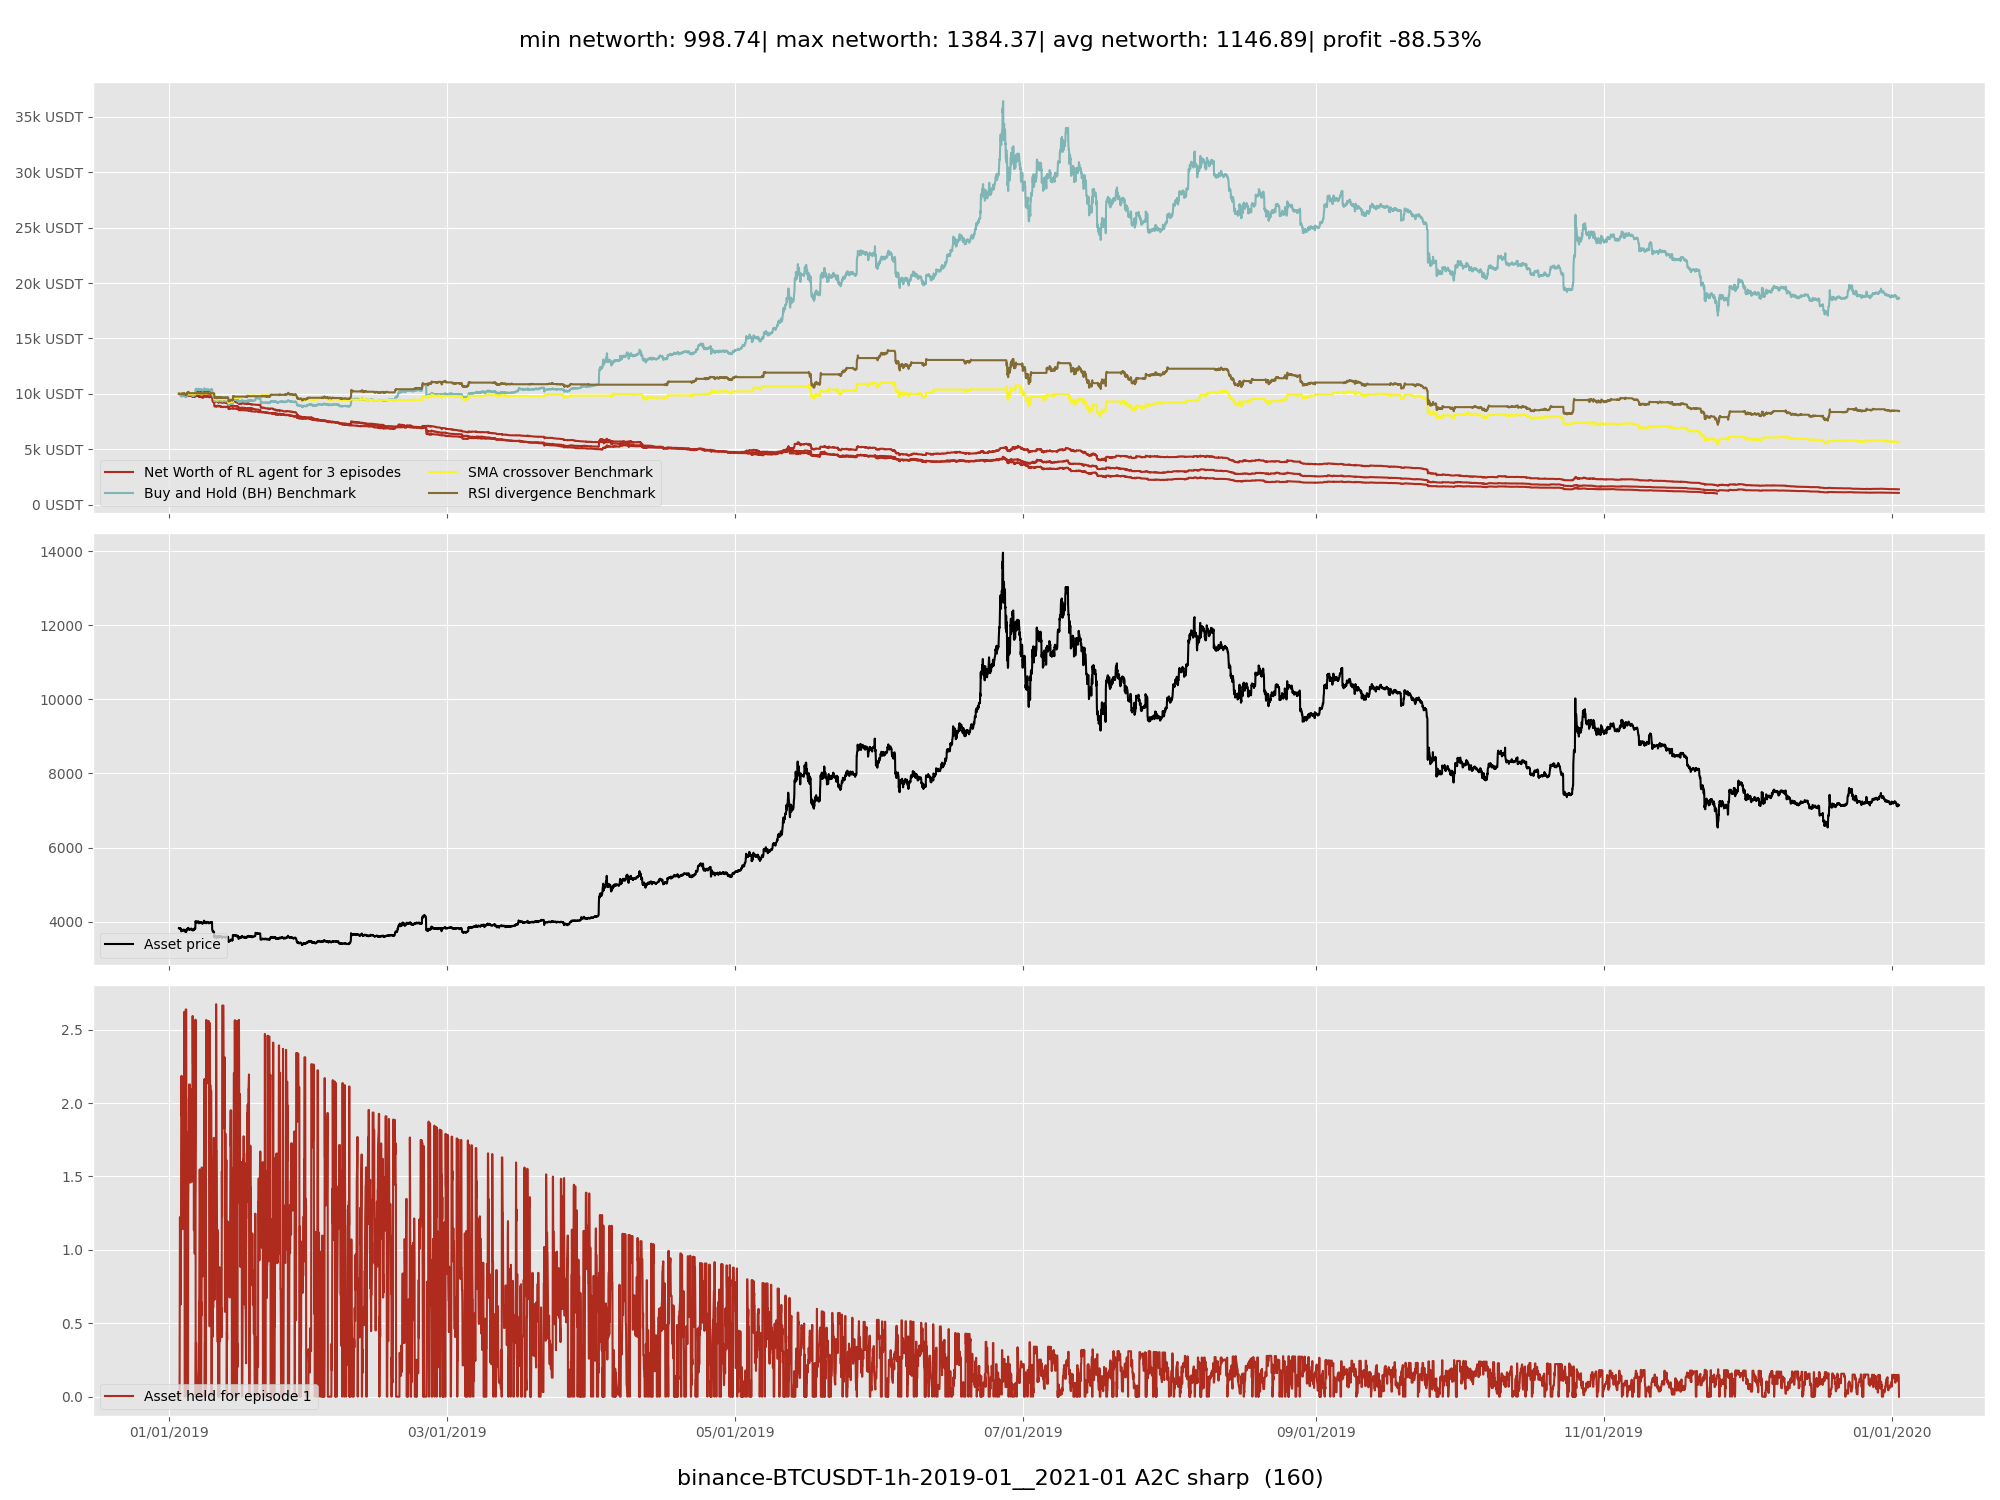 min networth: 998.74| max networth: 1384.37| avg networth: 1146.89| profit -88.53%
35k USDT
30k USDT
25k USDT
20k USDT
15k USDT
10k USDT
5k USDT
0 USDT
Net Worth of RL agent for 3 episodes
Buy and Hold (BH) Benchmark
SMA crossover Benchmark
RSI divergence Benchmark
14000
12000
10000
8000
6000
4000
Asset price
2.5
2.0
1.5
1.0
0.5
0.0
Asset held for episode 1
01/01/2019 03/01/2019 05/01/2019 07/01/2019 09/01/2019 11/01/2019 01/01/2020
binance-BTCUSDT-1h-2019-01__2021-01 A2C sharp (160)